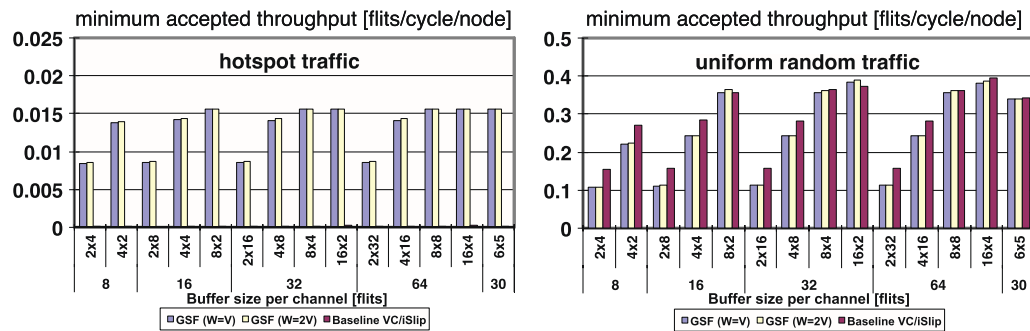 minimum accepted throughput [flits/cycle/node]
hotspot traffic
0.025
0.02
0.015
0.01
0.005
0
2x4 4x2 2x8 4x4 8x2 2x16 4x8 8x4 16x2 2x32 4x16 8x8 16x4 6x5
8 16 32 64 30
Buffer size per channel [flits]
GSF (W=V) GSF (W=2V) Baseline VC/iSlip
minimum accepted throughput [flits/cycle/node]
uniform random traffic
0.5
0.4
0.3
0.2
0.1
0
2x4 4x2 2x8 4x4 8x2 2x16 4x8 8x4 16x2 2x32 4x16 8x8 16x4 6x5
8 16 32 64 30
Buffer size per channel [flits]
GSF (W=V) GSF (W=2V) Baseline VC/iSlip